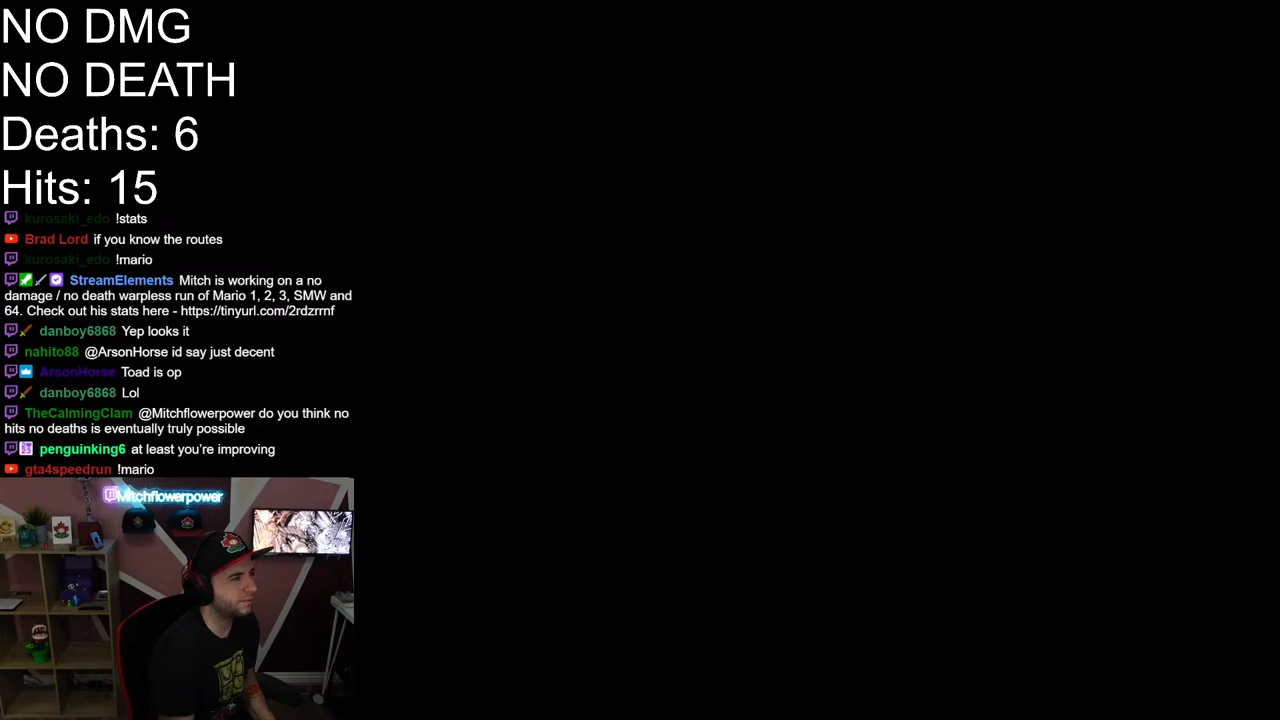 NO DMG
NO DEATH
Deaths: 6
Hits: 15
kurosaki_edo !stats
Brad Lord if you know the routes
kurosaki_edo !mario
StreamElements Mitch is working on a no
damage / no death warpless run of Mario 1, 2, 3, SMW and
64. Check out his stats here - https://tinyurl.com/2rdzrrnf
danboy6868 Yep looks it
nahito88 @ArsonHorse id say just decent
ArsonHorse Toad is op
danboy6868 Lol
TheCalmingClam @Mitchflowerpower do you think no
hits no deaths is eventually truly possible
penguinking6 at least you're improving
gta4speedrun !mario
Mitchflowerpower